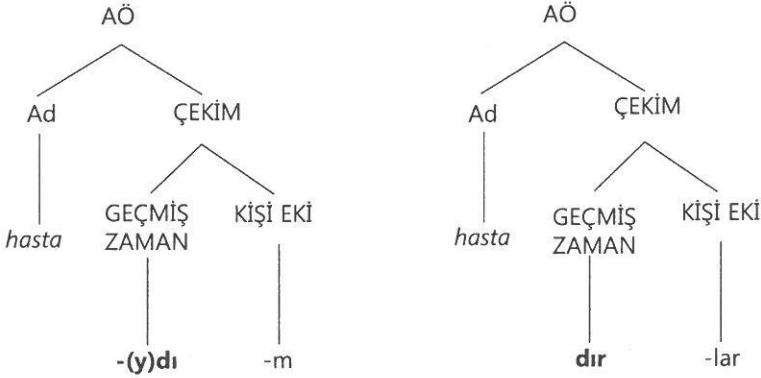 AÖ
Ad ÇEKİM
GEÇMİŞ KİŞİ EKİ
hasta ZAMAN
-(y)dı -m
AÖ
Ad ÇEKİM
GEÇMİŞ KİŞİ EKİ
hasta ZAMAN
dır -lar